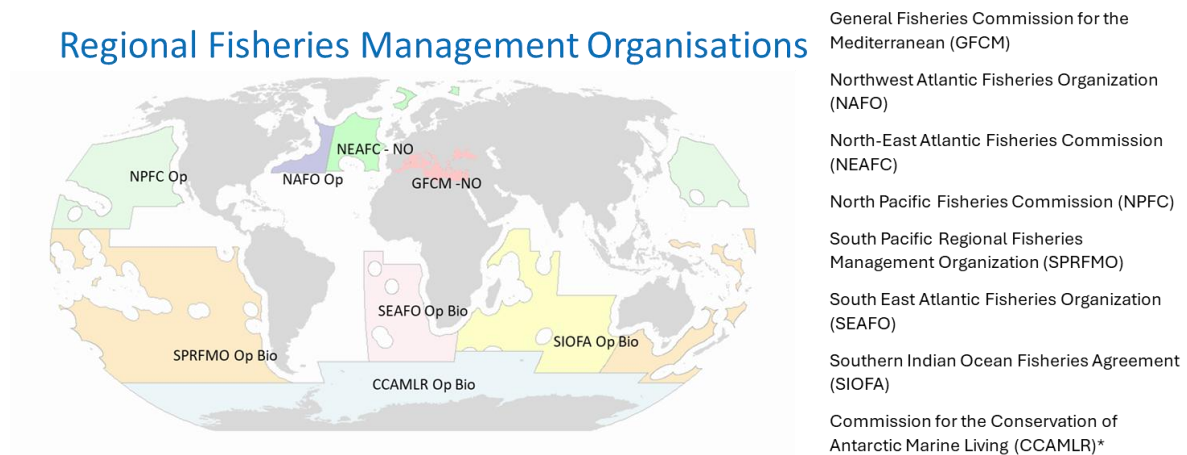 Regional Fisheries Management Organisations
NEAFC - NO
NPFC Op
NAFO Op
GFCM -NO
SEAFO Op Bio
SIOFA Op Bio
SPRFMO Op Bio
CCAMLR Op Bio
General Fisheries Commission for the
Mediterranean (GFCM)
Northwest Atlantic Fisheries Organization
(NAFO)
North-East Atlantic Fisheries Commission
(NEAFC)
North Pacific Fisheries Commission (NPFC)
South Pacific Regional Fisheries
Management Organization (SPRFMO)
South East Atlantic Fisheries Organization
(SEAFO)
Southern Indian Ocean Fisheries Agreement
(SIOFA)
Commission for the Conservation of
Antarctic Marine Living (CCAMLR)*